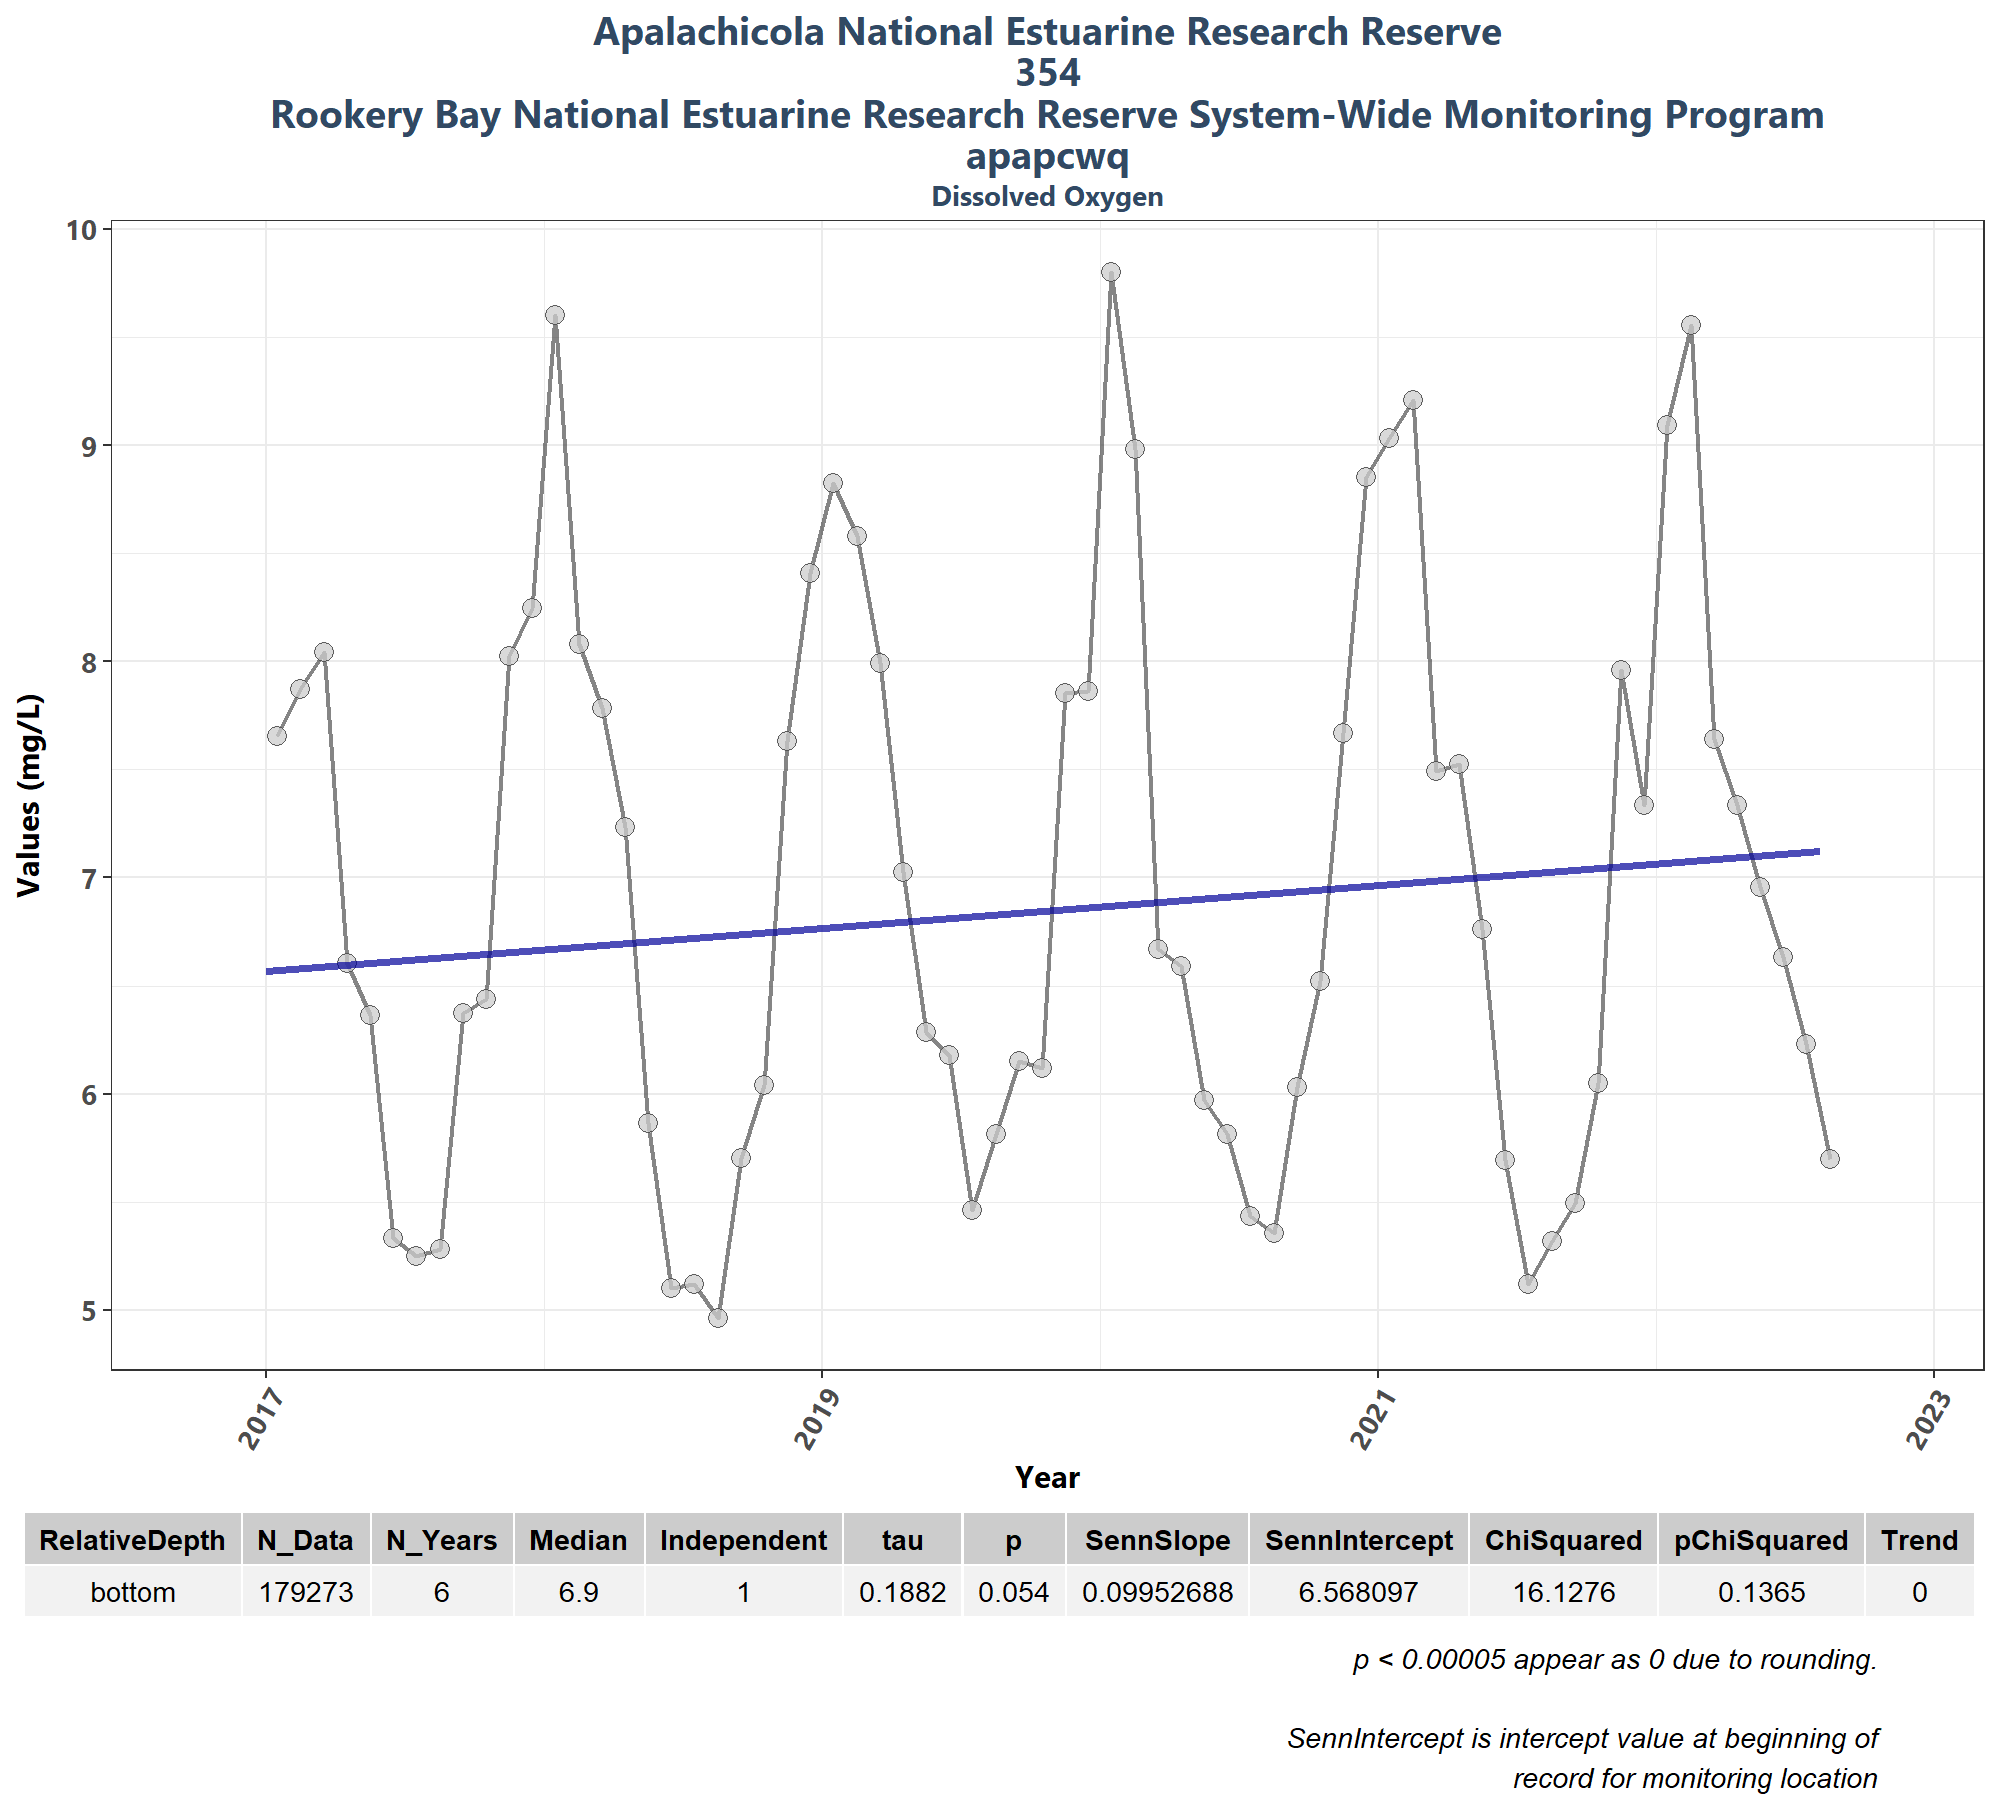 Apalachicola National Estuarine Research Reserve
354
Rookery Bay National Estuarine Research Reserve System-Wide Monitoring Program
apapcwq
Dissolved Oxygen
10
9
8
7
6
5
Values (mg/L)
2017 2019 2021 2023
Year
RelativeDepth N_Data N_Years Median Independent tau p SennSlope SennIntercept ChiSquared pChiSquared Trend
bottom 179273 6 6.9 1 0.1882 0.054 0.09952688 6.568097 16.1276 0.1365 0
p < 0.00005 appear as 0 due to rounding.
SennIntercept is intercept value at beginning of
record for monitoring location